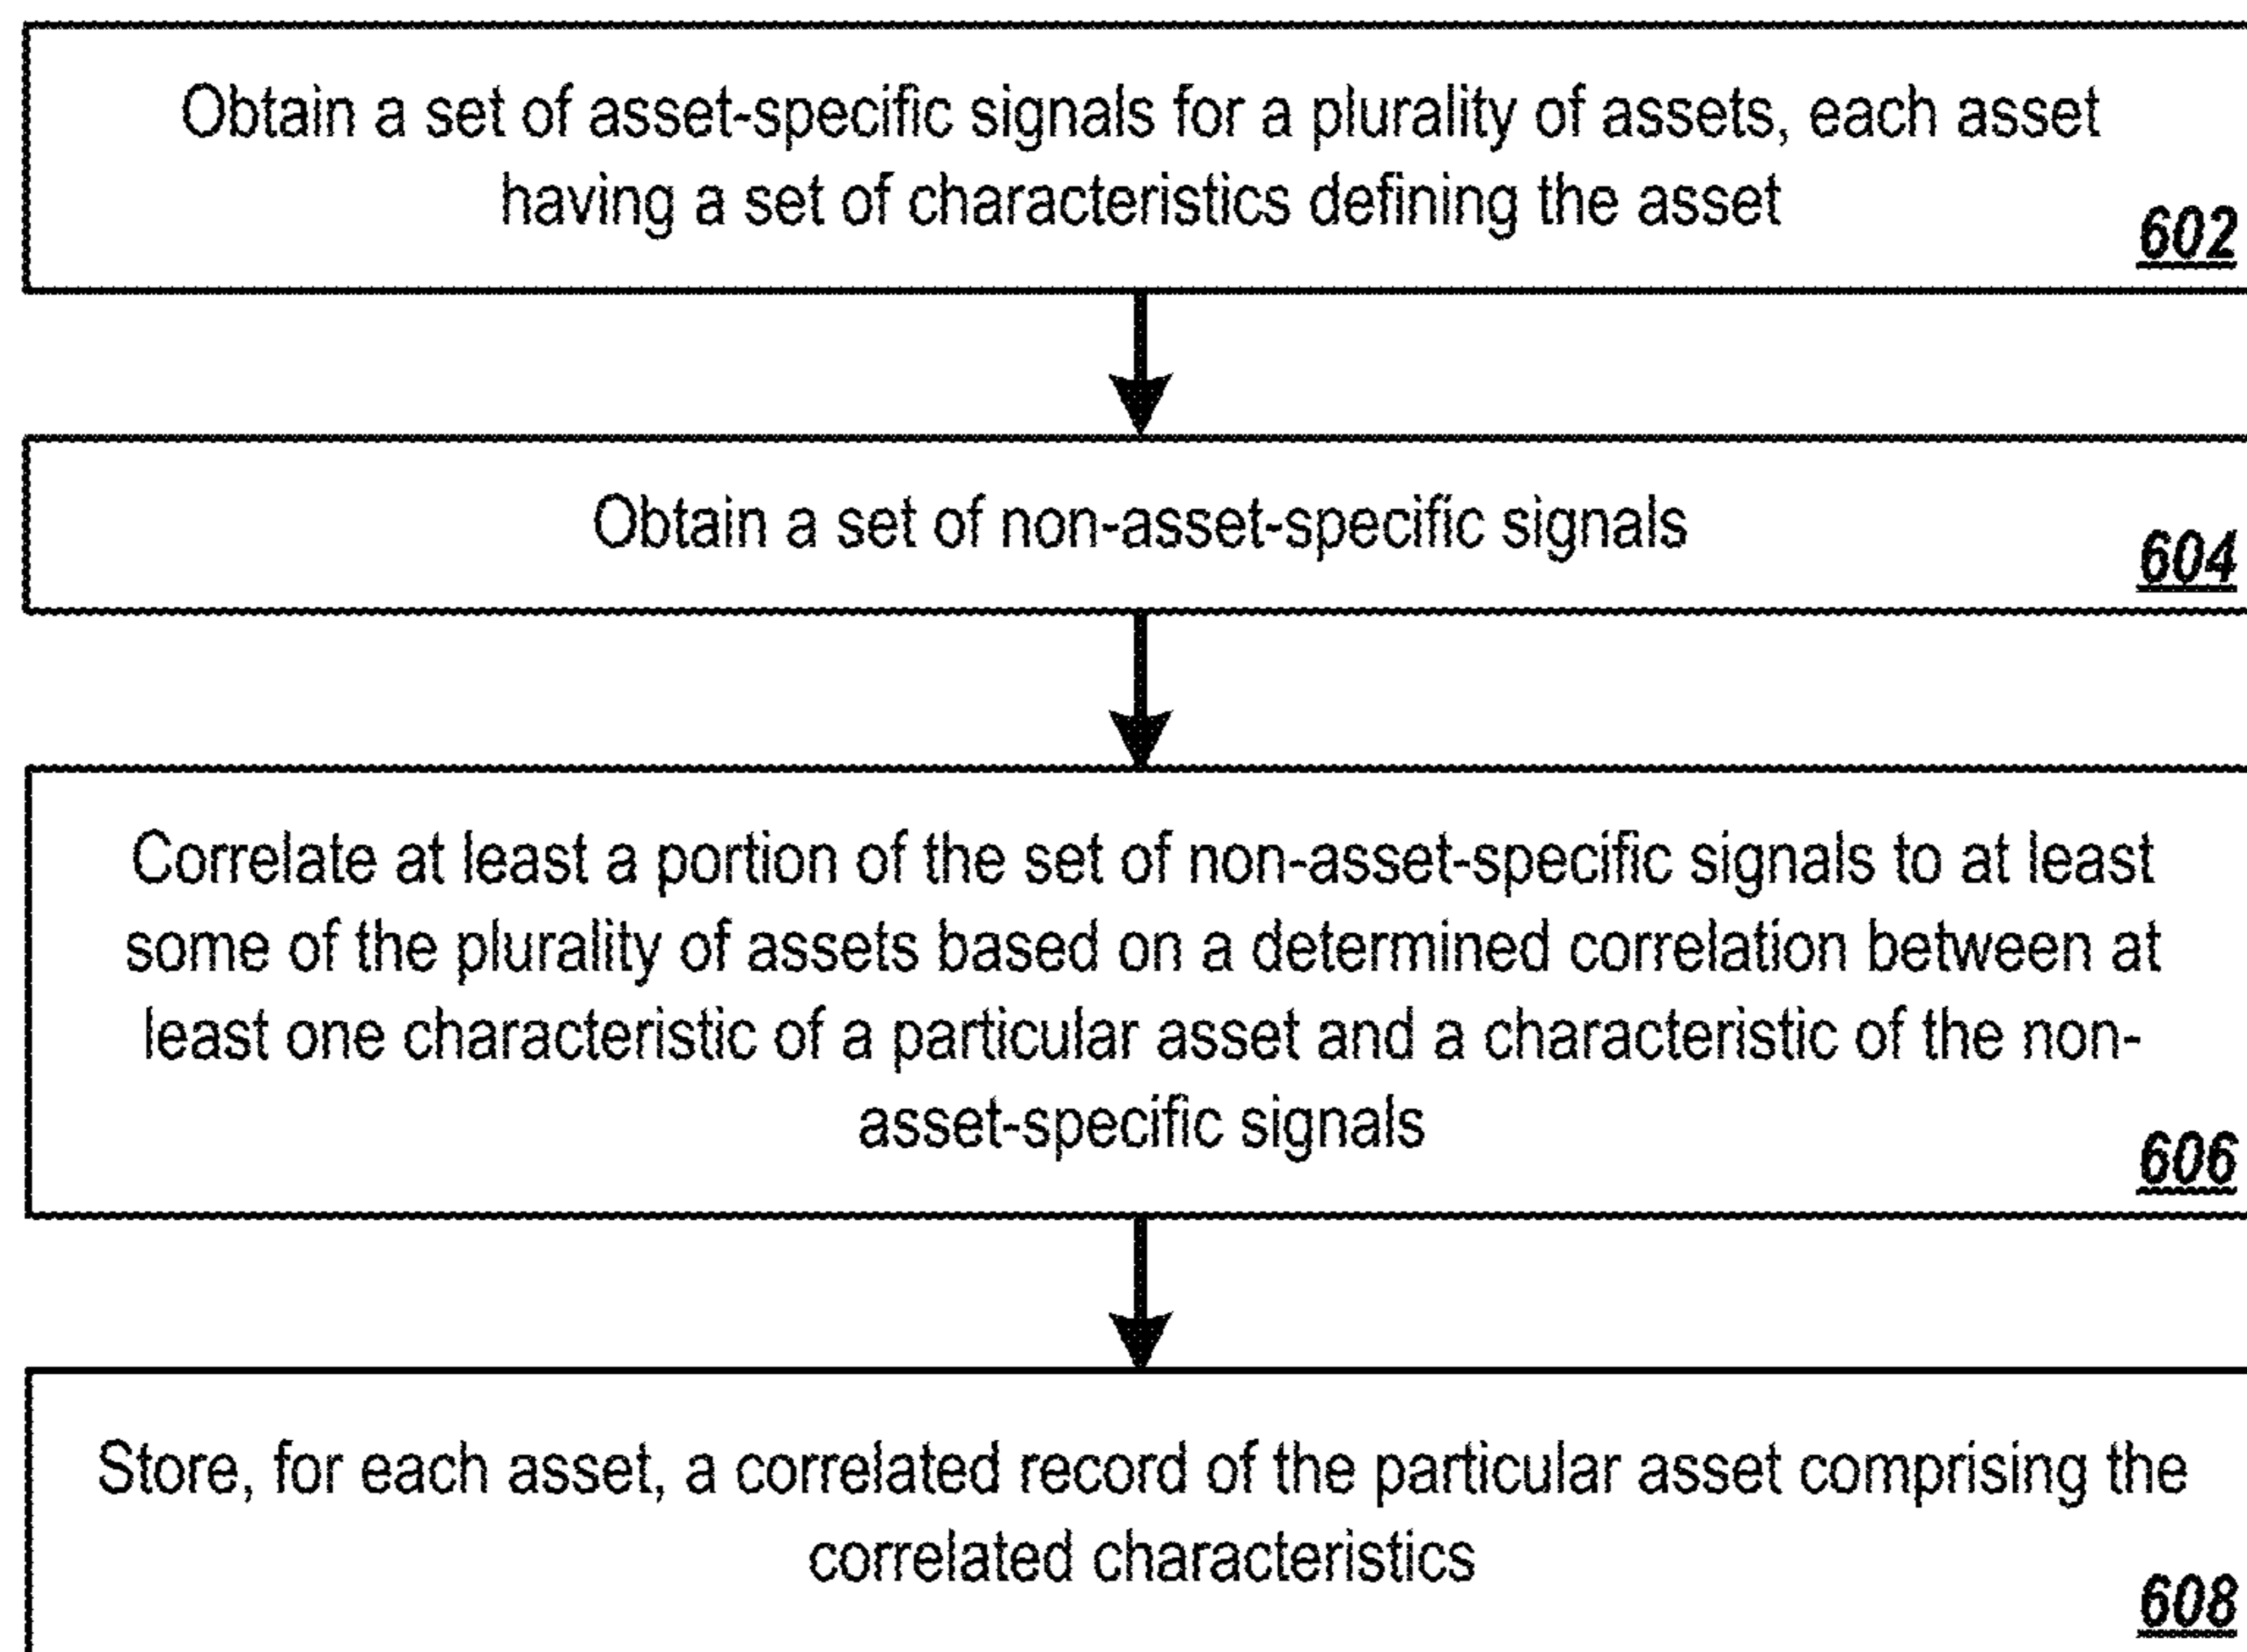 Obtain a set of asset-specific signals for a plurality of assets, each asset
having a set of characteristics defining the asset
602
Obtain a set of non-asset-specific signals
604
Correlate at least a portion of the set of non-asset-specific signals to at least
some of the plurality of assets based on a determined correlation between at
least one characteristic of a particular asset and a characteristic of the non-
asset-specific signals
606
Store, for each asset, a correlated record of the particular asset comprising the
correlated characteristics
608